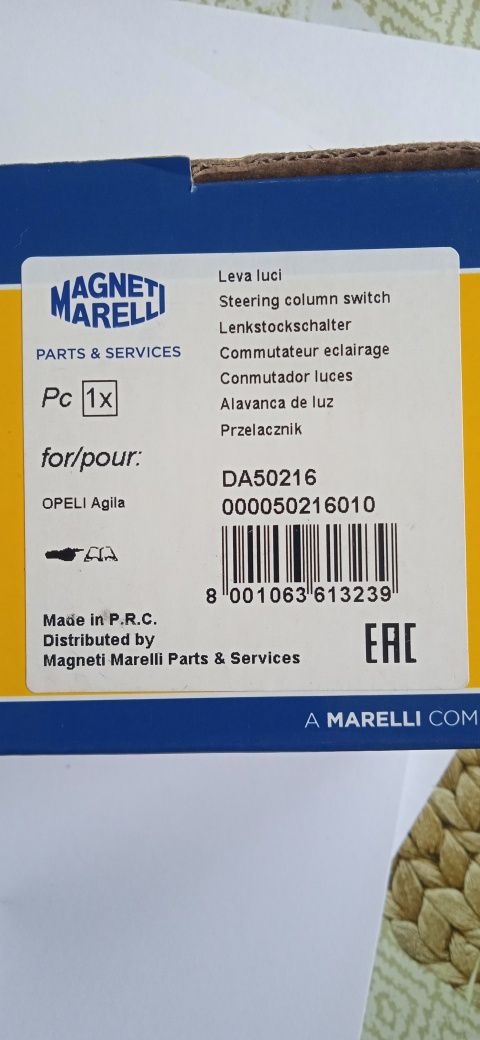 MAGNETI
MARELLI
PARTS & SERVICES
Pc 1x
for/pour:
OPELI Agila
Leva luci
Steering column switch
Lenkstockschalter
Commutateur eclairage
Conmutador luces
Alavanca de luz
Przelacznik
DA50216
000050216010
8 001063 613239
Made in P.R.C.
Distributed by
Magneti Marelli Parts & Services
EAC
A MARELLI COM